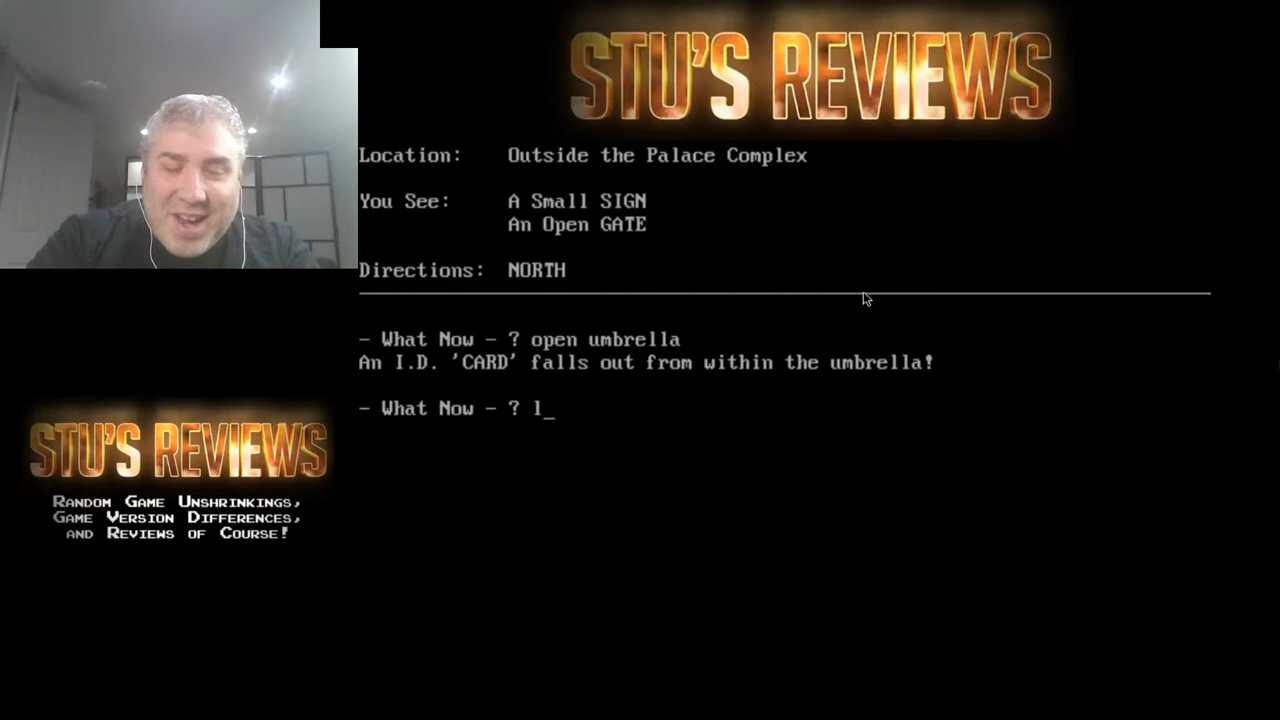 STU'S REVIEWS
Location: Outside the Palace Complex
You See: A Small SIGN
An Open GATE
Directions: NORTH
- What Now - ? open umbrella
An I.D. 'CARD' falls out from within the umbrella!
- What Now - ? l_
STU'S REVIEWS
RANDOM GAME UNSHRINKINGS,
GAME VERSION DIFFERENCES,
AND REVIEWS OF COURSE!